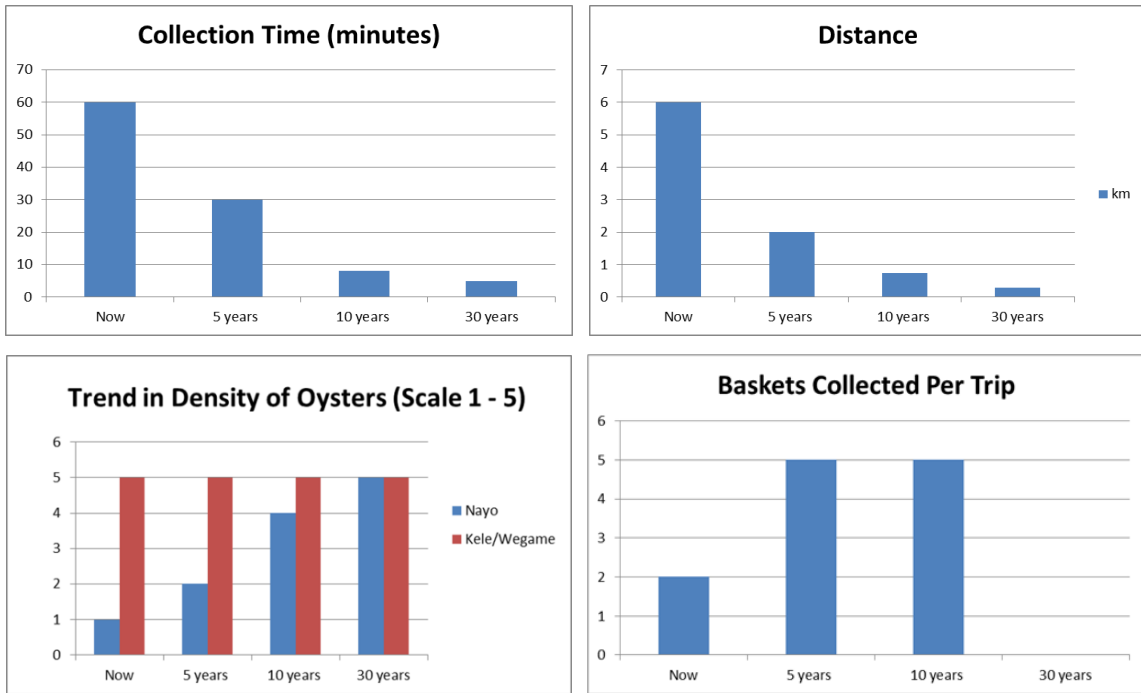 Collection Time (minutes)
70
60
50
40
30
20
10
0
Now 5 years 10 years 30 years
Distance
7
6
5
4
3
2
1
0
Now 5 years 10 years 30 years
km
Trend in Density of Oysters (Scale 1 - 5)
6
5
4
3
2
1
0
Now 5 years 10 years 30 years
Nayo
Kele/Wegame
Baskets Collected Per Trip
6
5
4
3
2
1
0
Now 5 years 10 years 30 years